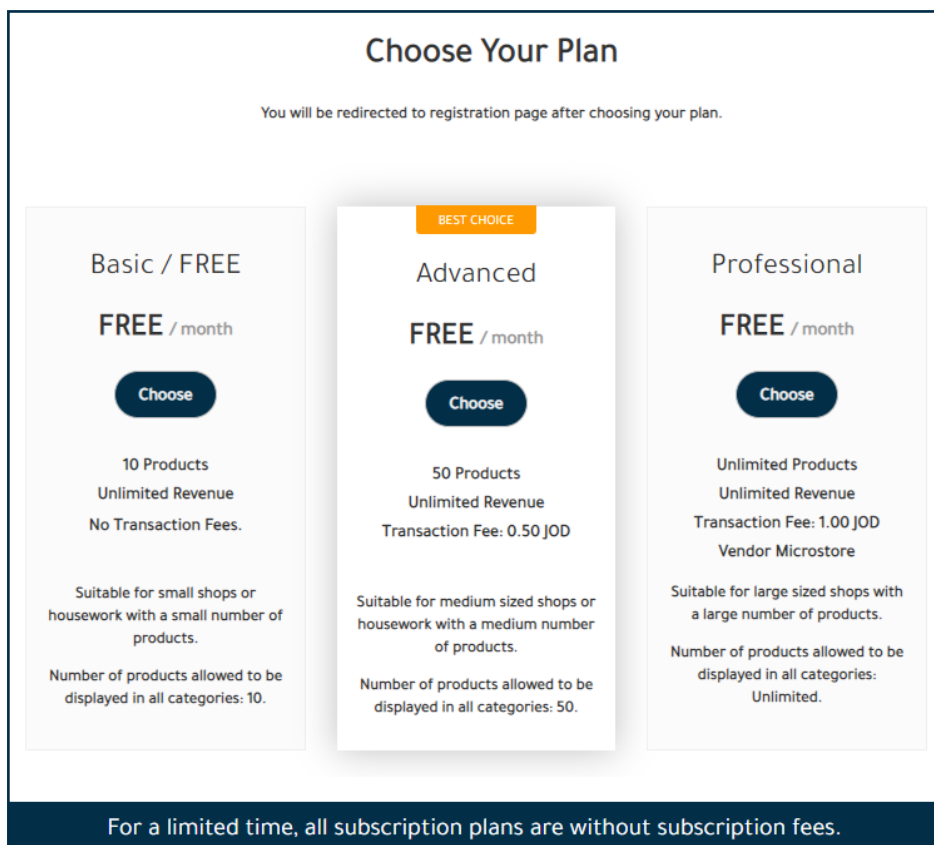 Choose Your Plan
You will be redirected to registration page after choosing your plan.
Basic / FREE
FREE / month
Choose
10 Products
Unlimited Revenue
No Transaction Fees.
Suitable for small shops or
housework with a small number of
products.
Number of products allowed to be
displayed in all categories: 10.
BEST CHOICE
Advanced
FREE / month
Choose
50 Products
Unlimited Revenue
Transaction Fee: 0.50 JOD
Suitable for medium sized shops or
housework with a medium number
of products.
Number of products allowed to be
displayed in all categories: 50.
Professional
FREE / month
Choose
Unlimited Products
Unlimited Revenue
Transaction Fee: 1.00 JOD
Vendor Microstore
Suitable for large sized shops with
a large number of products.
Number of products allowed to be
displayed in all categories:
Unlimited.
For a limited time, all subscription plans are without subscription fees.